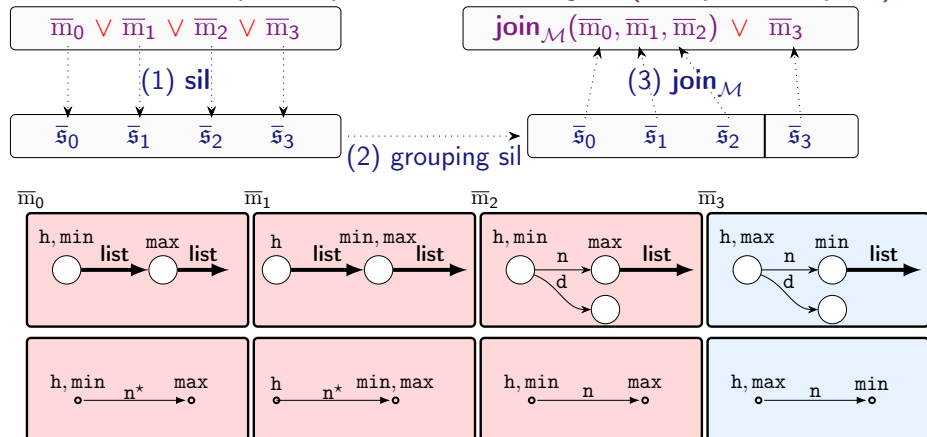 m̅₀ ∨ m̅₁ ∨ m̅₂ ∨ m̅₃
join_ℳ(m̅₀, m̅₁, m̅₂) ∨ m̅₃
(1) sil
(3) join_ℳ
𝔰̅₀ 𝔰̅₁ 𝔰̅₂ 𝔰̅₃
(2) grouping sil
𝔰̅₀ 𝔰̅₁ 𝔰̅₂ 𝔰̅₃
m̅₀ m̅₁ m̅₂ m̅₃
h, min list max list
h list min, max list
h, min n d max list
h, max n d min list
h, min n⋆ max
h n⋆ min, max
h, min n max
h, max n min